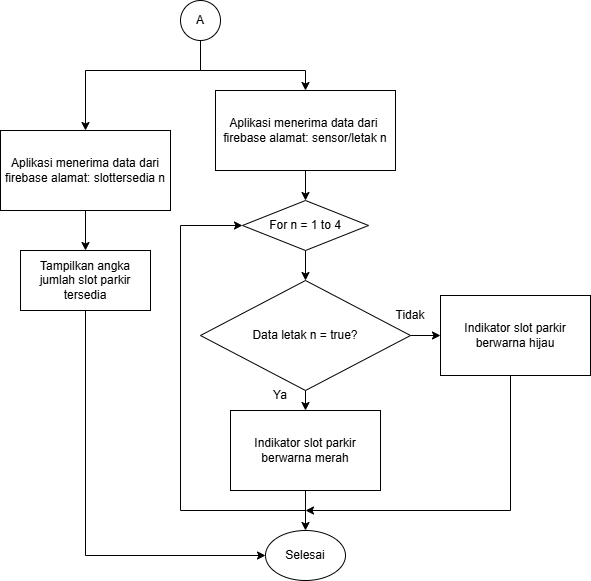 A
Aplikasi menerima data dari
firebase alamat: sensor/letak n
Aplikasi menerima data dari
firebase alamat: slottersedia n
For n = 1 to 4
Tampilkan angka
jumlah slot parkir
tersedia
Data letak n = true?
Tidak
Indikator slot parkir
berwarna hijau
Ya
Indikator slot parkir
berwarna merah
Selesai